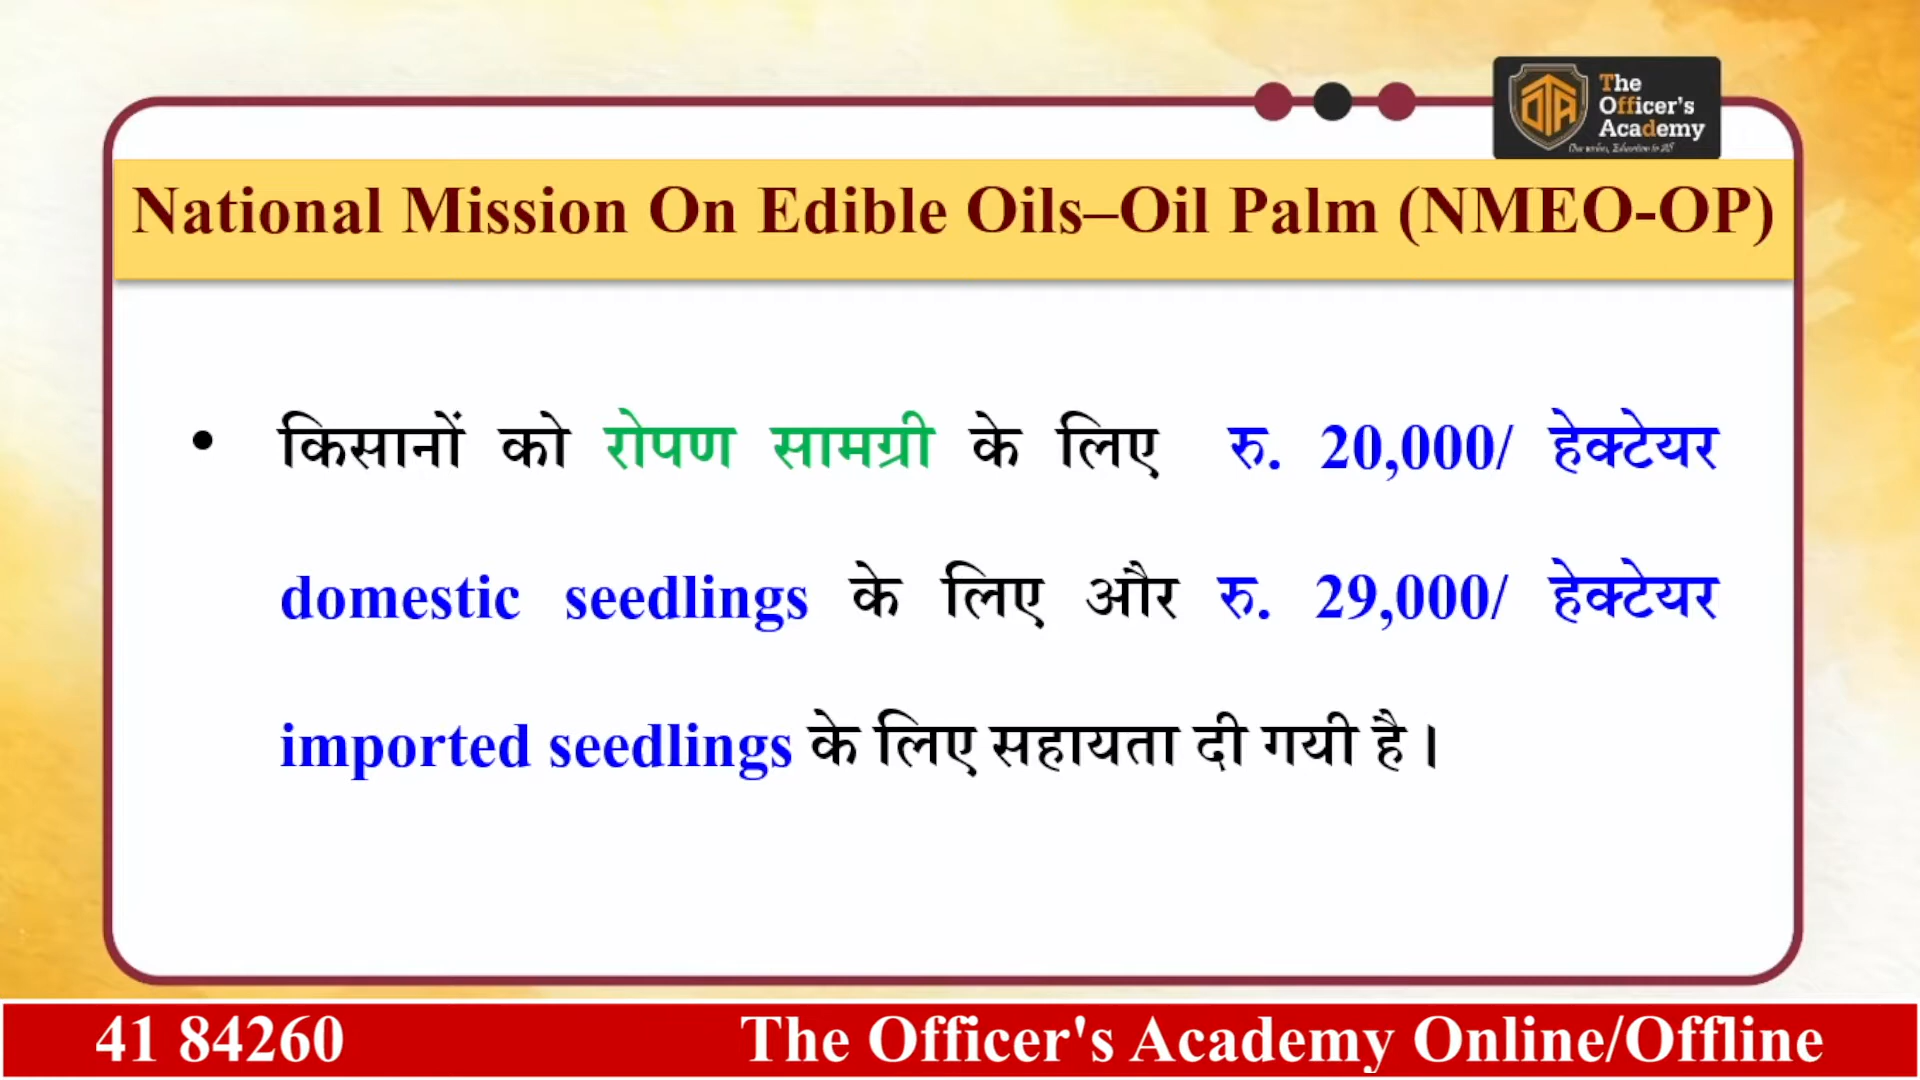 The
Officer's
Academy
National Mission On Edible Oils–Oil Palm (NMEO-OP)
• किसानों को रोपण सामग्री के लिए रु. 20,000/ हेक्टेयर
domestic seedlings के लिए और रु. 29,000/ हेक्टेयर
imported seedlings के लिए सहायता दी गयी है।
41 84260 The Officer's Academy Online/Offline